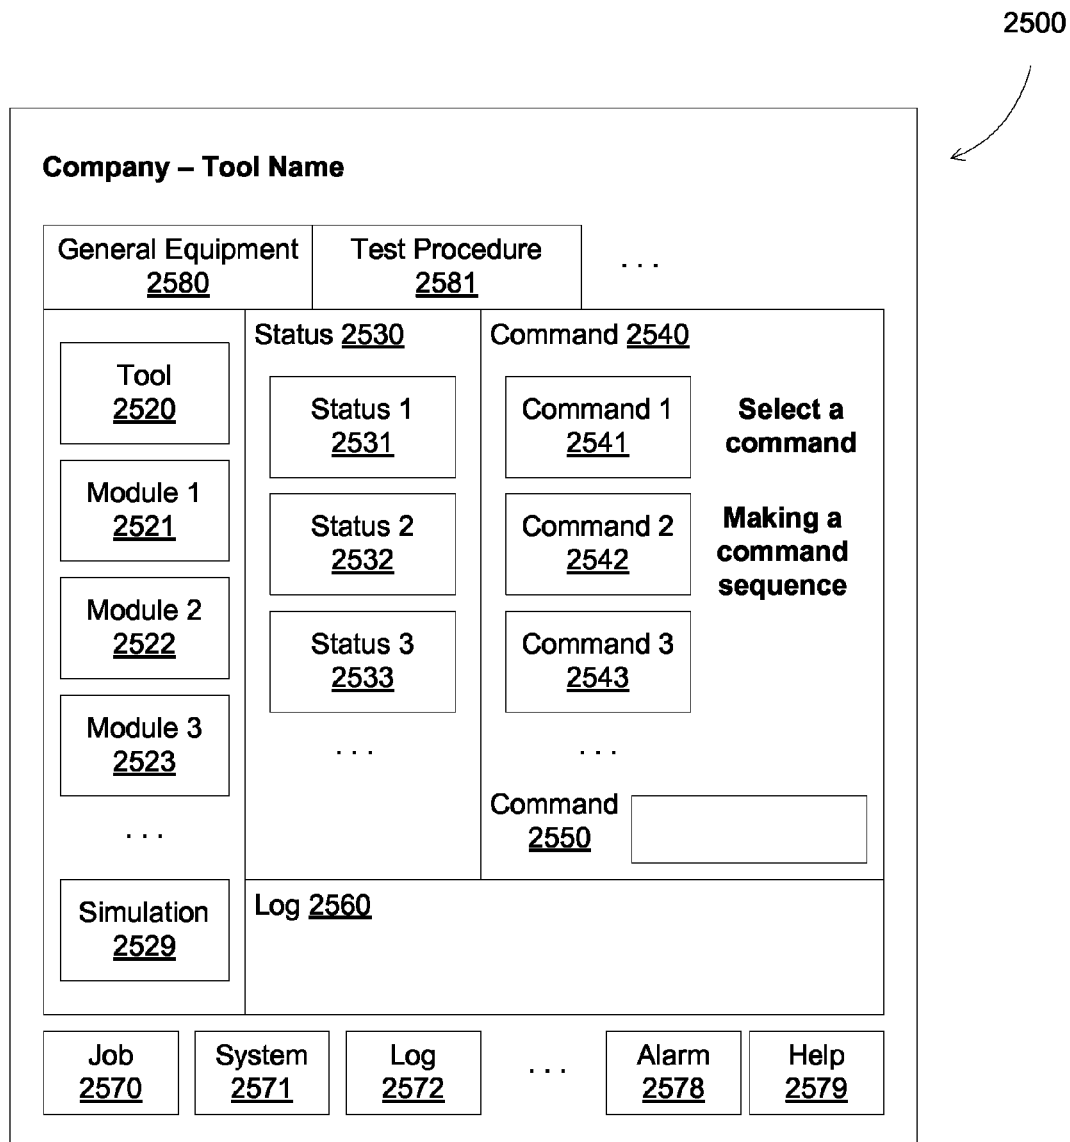 2500
Company – Tool Name
General Equipment
2580
Test Procedure
2581
. . .
Tool
2520
Module 1
2521
Module 2
2522
Module 3
2523
. . .
Simulation
2529
Status 2530
Status 1
2531
Status 2
2532
Status 3
2533
. . .
Command 2540
Command 1
2541
Command 2
2542
Command 3
2543
. . .
Select a
command
Making a
command
sequence
Command
2550
Log 2560
Job
2570
System
2571
Log
2572
. . .
Alarm
2578
Help
2579